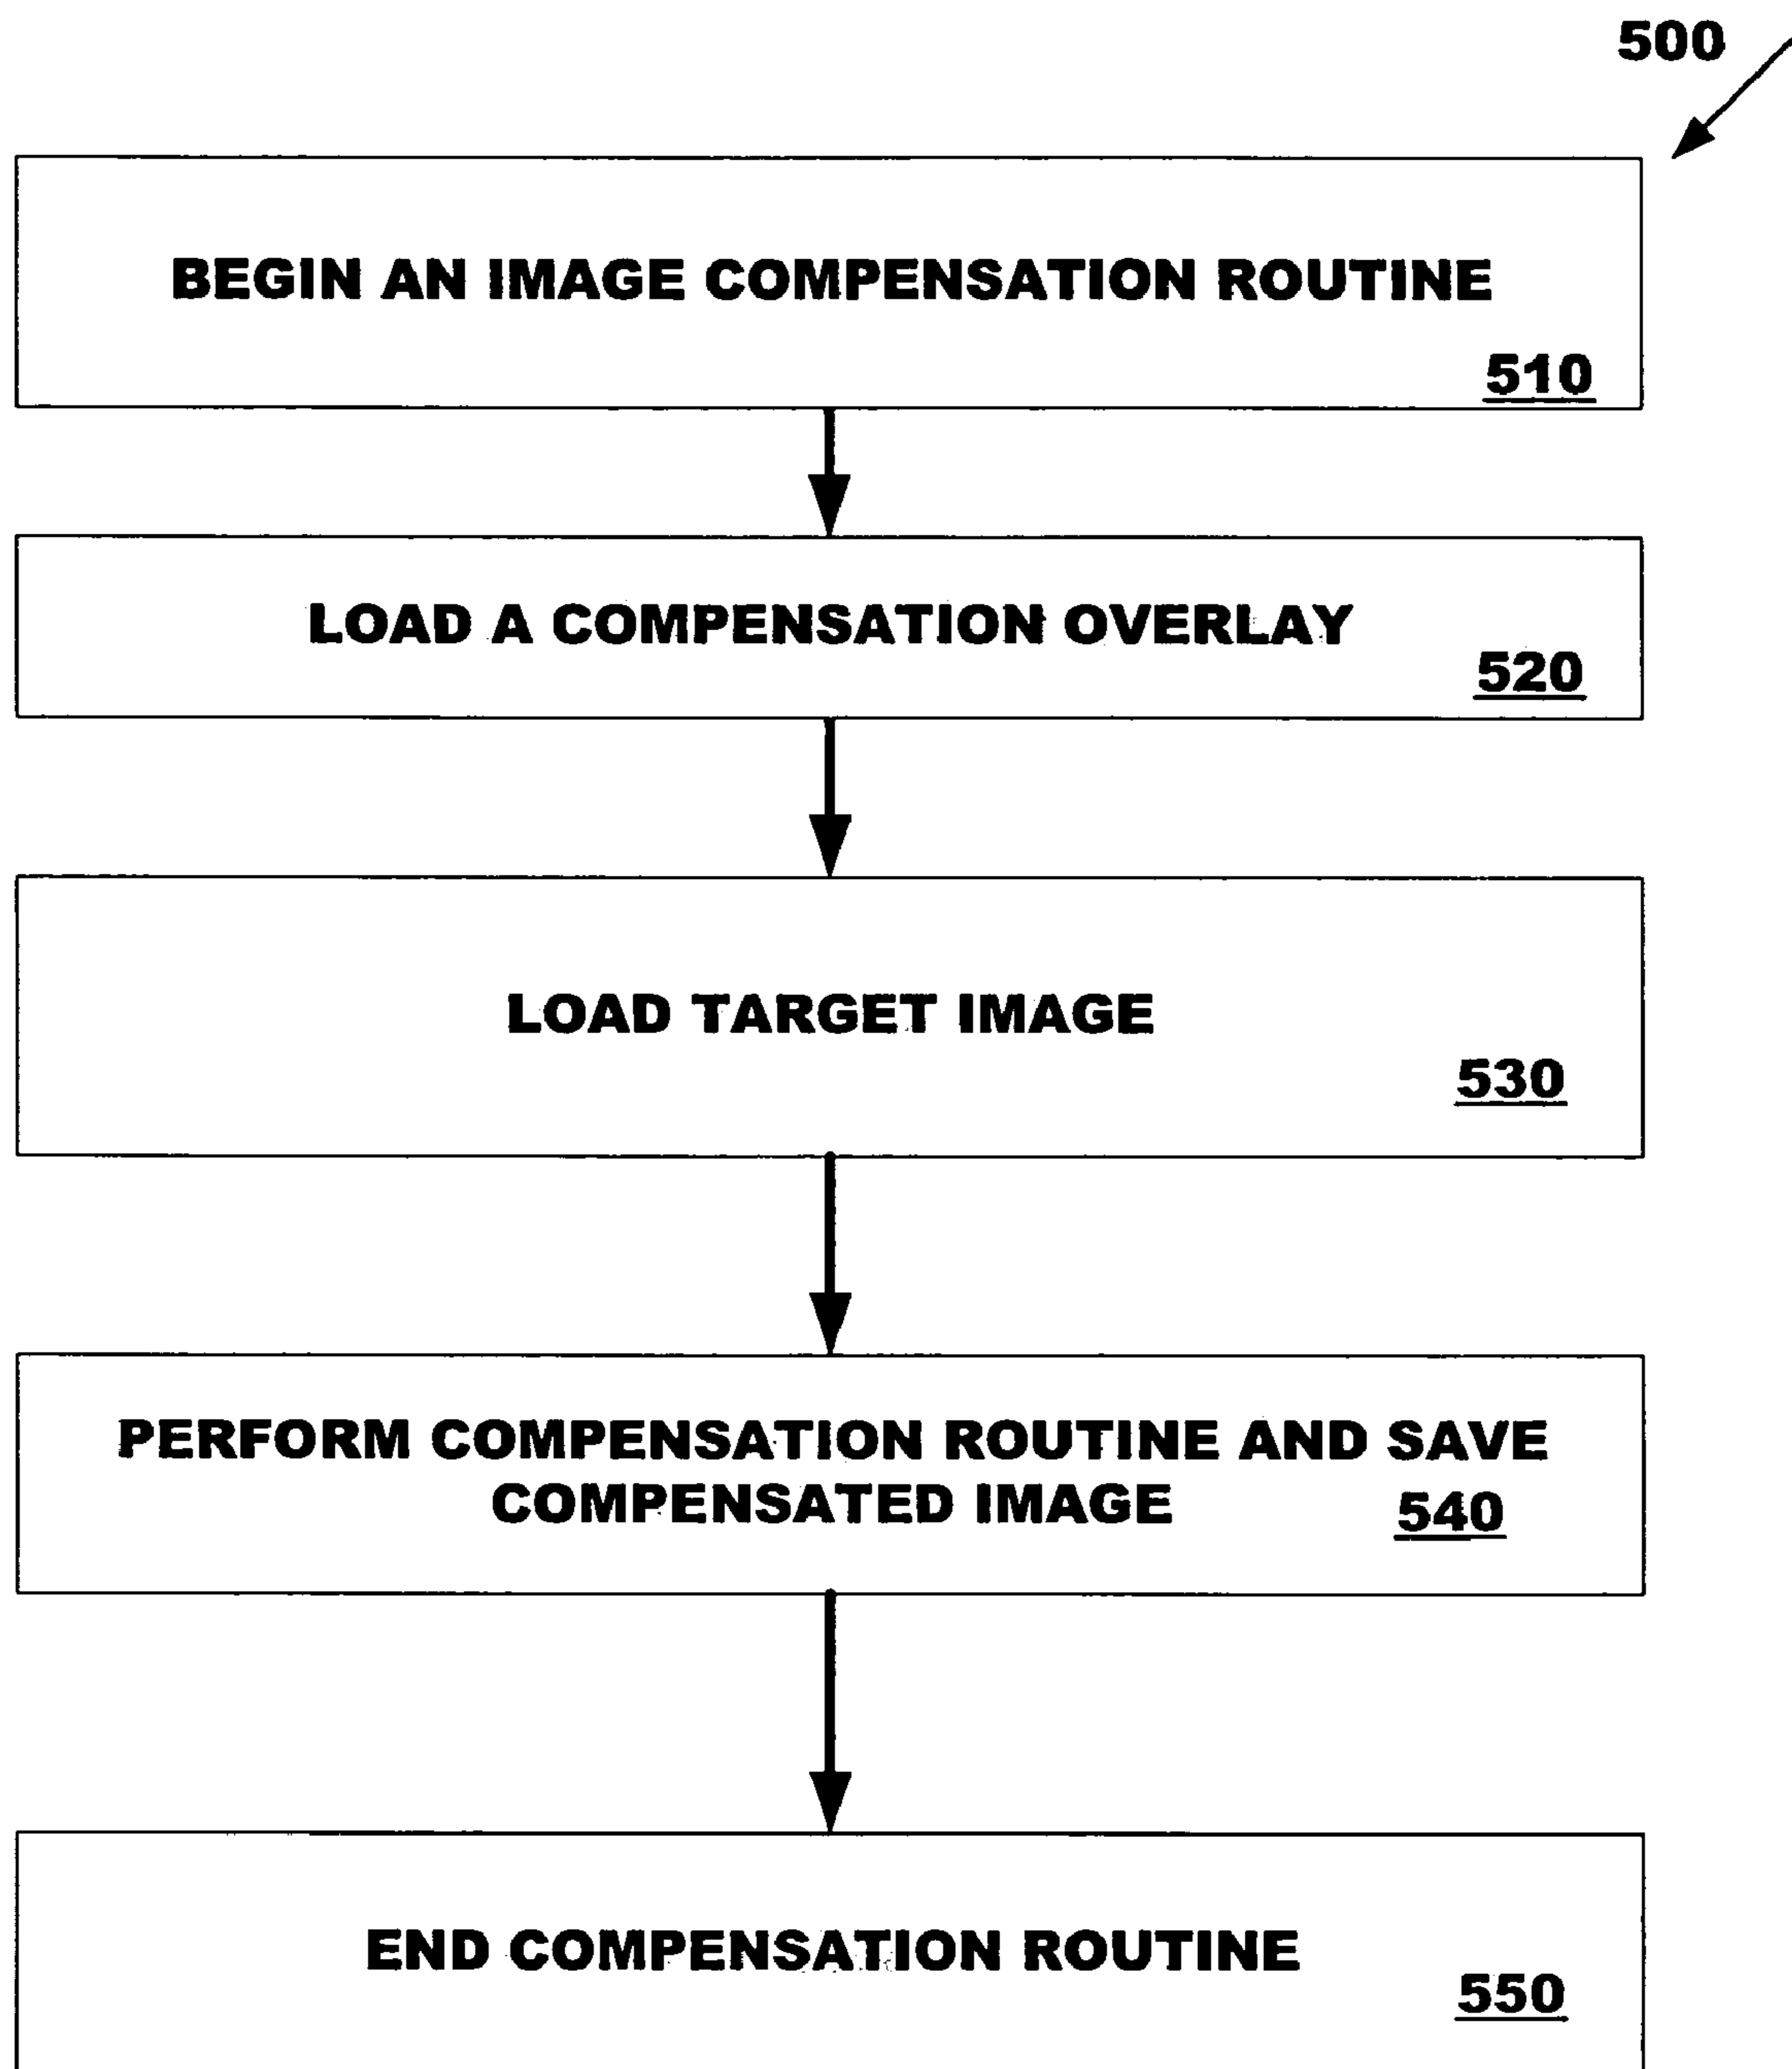 500
BEGIN AN IMAGE COMPENSATION ROUTINE
510
LOAD A COMPENSATION OVERLAY
520
LOAD TARGET IMAGE
530
PERFORM COMPENSATION ROUTINE AND SAVE
COMPENSATED IMAGE 540
END COMPENSATION ROUTINE
550